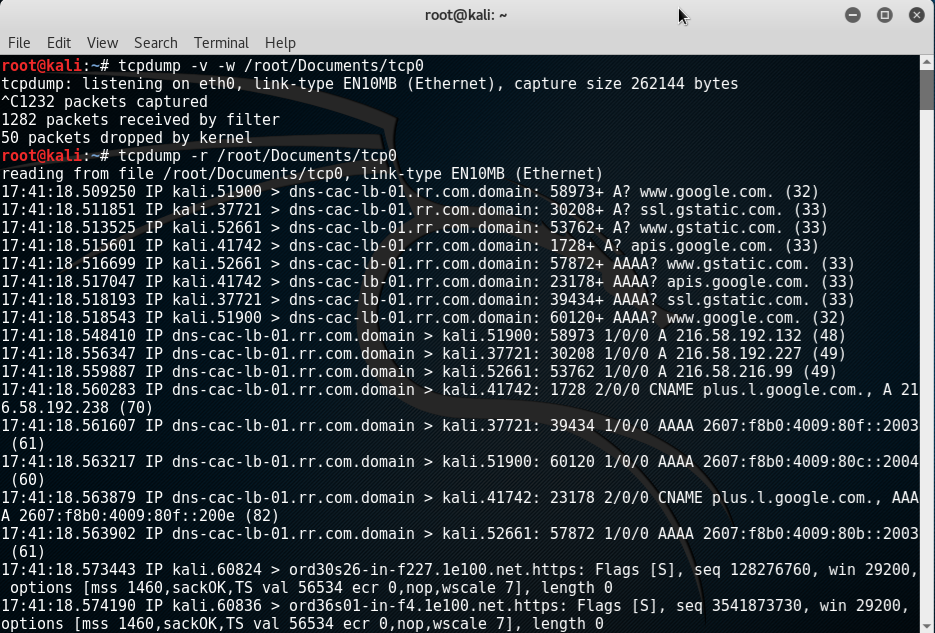 root@kali: ~
File Edit View Search Terminal Help
root@kali:~# tcpdump -v -w /root/Documents/tcp0
tcpdump: listening on eth0, link-type EN10MB (Ethernet), capture size 262144 bytes
^C1232 packets captured
1282 packets received by filter
50 packets dropped by kernel
root@kali:~# tcpdump -r /root/Documents/tcp0
reading from file /root/Documents/tcp0, link-type EN10MB (Ethernet)
17:41:18.509250 IP kali.51900 > dns-cac-lb-01.rr.com.domain: 58973+ A? www.google.com. (32)
17:41:18.511851 IP kali.37721 > dns-cac-lb-01.rr.com.domain: 30208+ A? ssl.gstatic.com. (33)
17:41:18.513525 IP kali.52661 > dns-cac-lb-01.rr.com.domain: 53762+ A? www.gstatic.com. (33)
17:41:18.515601 IP kali.41742 > dns-cac-lb-01.rr.com.domain: 1728+ A? apis.google.com. (33)
17:41:18.516699 IP kali.52661 > dns-cac-lb-01.rr.com.domain: 57872+ AAAA? www.gstatic.com. (33)
17:41:18.517047 IP kali.41742 > dns-cac-lb-01.rr.com.domain: 23178+ AAAA? apis.google.com. (33)
17:41:18.518193 IP kali.37721 > dns-cac-lb-01.rr.com.domain: 39434+ AAAA? ssl.gstatic.com. (33)
17:41:18.518543 IP kali.51900 > dns-cac-lb-01.rr.com.domain: 60120+ AAAA? www.google.com. (32)
17:41:18.548410 IP dns-cac-lb-01.rr.com.domain > kali.51900: 58973 1/0/0 A 216.58.192.132 (48)
17:41:18.556347 IP dns-cac-lb-01.rr.com.domain > kali.37721: 30208 1/0/0 A 216.58.192.227 (49)
17:41:18.559887 IP dns-cac-lb-01.rr.com.domain > kali.52661: 53762 1/0/0 A 216.58.216.99 (49)
17:41:18.560283 IP dns-cac-lb-01.rr.com.domain > kali.41742: 1728 2/0/0 CNAME plus.l.google.com., A 21
6.58.192.238 (70)
17:41:18.561607 IP dns-cac-lb-01.rr.com.domain > kali.37721: 39434 1/0/0 AAAA 2607:f8b0:4009:80f::2003
(61)
17:41:18.563217 IP dns-cac-lb-01.rr.com.domain > kali.51900: 60120 1/0/0 AAAA 2607:f8b0:4009:80c::2004
(60)
17:41:18.563879 IP dns-cac-lb-01.rr.com.domain > kali.41742: 23178 2/0/0 CNAME plus.l.google.com., AAA
A 2607:f8b0:4009:80f::200e (82)
17:41:18.563902 IP dns-cac-lb-01.rr.com.domain > kali.52661: 57872 1/0/0 AAAA 2607:f8b0:4009:80b::2003
(61)
17:41:18.573443 IP kali.60824 > ord30s26-in-f227.1e100.net.https: Flags [S], seq 128276760, win 29200,
options [mss 1460,sackOK,TS val 56534 ecr 0,nop,wscale 7], length 0
17:41:18.574190 IP kali.60836 > ord36s01-in-f4.1e100.net.https: Flags [S], seq 3541873730, win 29200,
options [mss 1460,sackOK,TS val 56534 ecr 0,nop,wscale 7], length 0